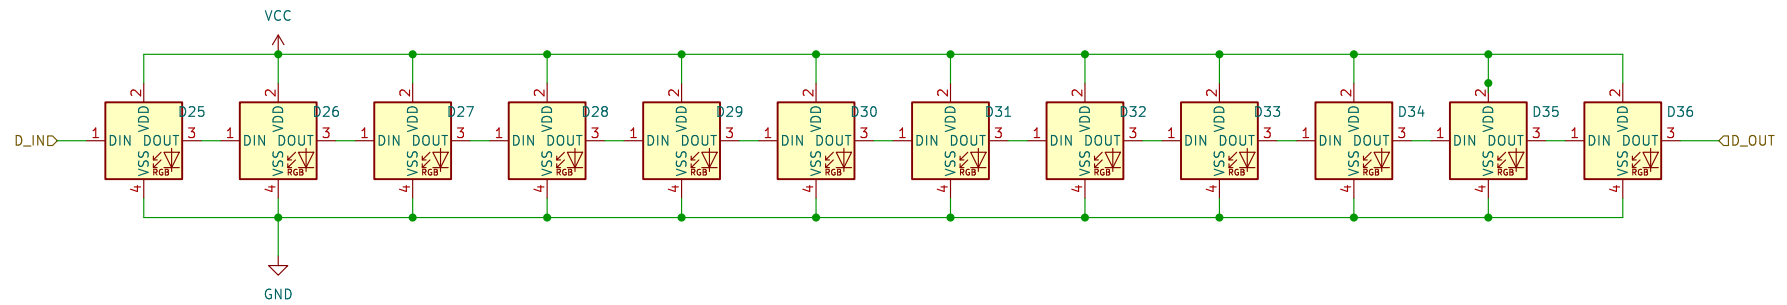 VCC
D25 D26 D27 D28 D29 D30 D31 D32 D33 D34 D35 D36
2 2 2 2 2 2 2 2 2 2 2 2
VDD VDD VDD VDD VDD VDD VDD VDD VDD VDD VDD VDD
D_IN 1 DIN DOUT 3 1 DIN DOUT 3 1 DIN DOUT 3 1 DIN DOUT 3 1 DIN DOUT 3 1 DIN DOUT 3 1 DIN DOUT 3 1 DIN DOUT 3 1 DIN DOUT 3 1 DIN DOUT 3 1 DIN DOUT 3 1 DIN DOUT 3 D_OUT
VSS VSS VSS VSS VSS VSS VSS VSS VSS VSS VSS VSS
RGB RGB RGB RGB RGB RGB RGB RGB RGB RGB RGB RGB
4 4 4 4 4 4 4 4 4 4 4 4
GND